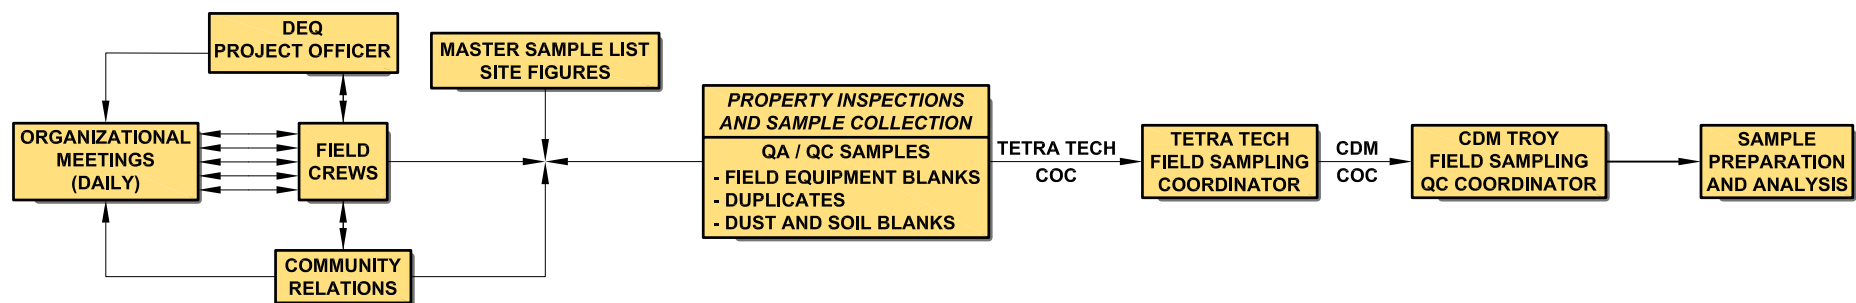 DEQ
PROJECT OFFICER
MASTER SAMPLE LIST
SITE FIGURES
ORGANIZATIONAL
MEETINGS
(DAILY)
FIELD
CREWS
COMMUNITY
RELATIONS
PROPERTY INSPECTIONS
AND SAMPLE COLLECTION
QA / QC SAMPLES
- FIELD EQUIPMENT BLANKS
- DUPLICATES
- DUST AND SOIL BLANKS
TETRA TECH
COC
TETRA TECH
FIELD SAMPLING
COORDINATOR
CDM
COC
CDM TROY
FIELD SAMPLING
QC COORDINATOR
SAMPLE
PREPARATION
AND ANALYSIS